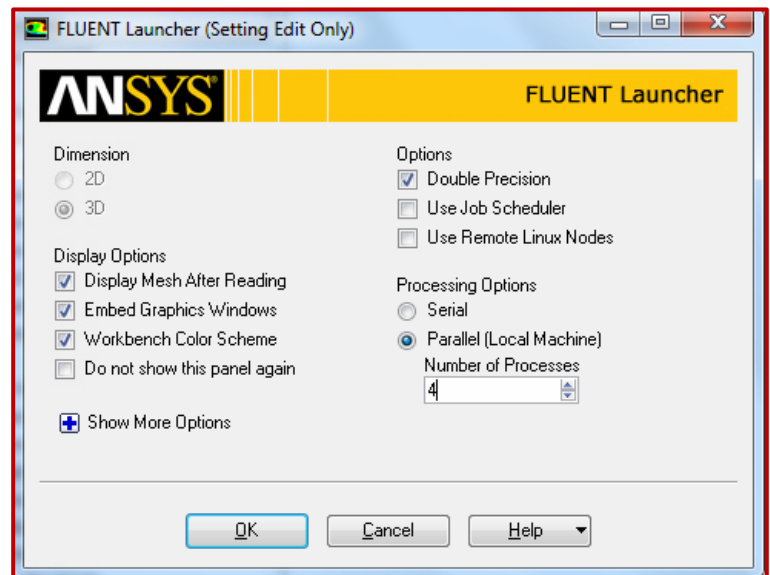 FLUENT Launcher (Setting Edit Only)
ANSYS®
FLUENT Launcher
Dimension
2D
3D
Display Options
Display Mesh After Reading
Embed Graphics Windows
Workbench Color Scheme
Do not show this panel again
Show More Options
Options
Double Precision
Use Job Scheduler
Use Remote Linux Nodes
Processing Options
Serial
Parallel (Local Machine)
Number of Processes
4
OK
Cancel
Help